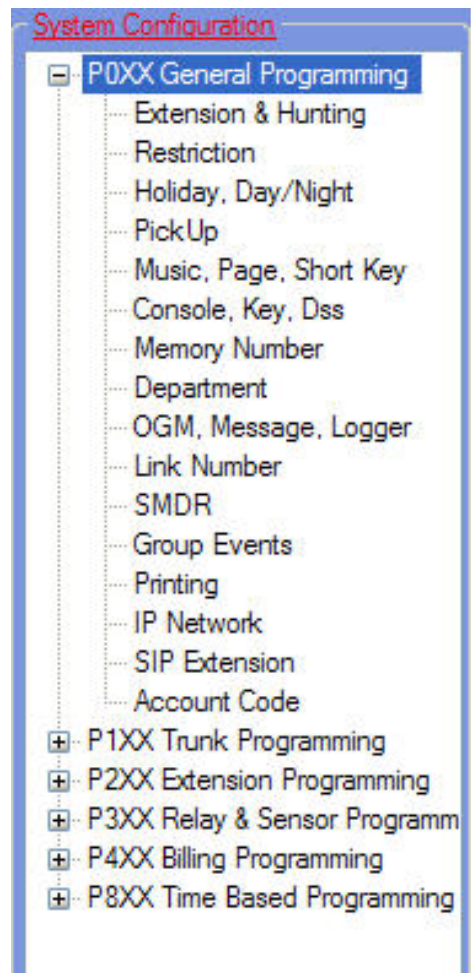 System Configuration
P0XX General Programming
Extension & Hunting
Restriction
Holiday, Day/Night
PickUp
Music, Page, Short Key
Console, Key, Dss
Memory Number
Department
OGM, Message, Logger
Link Number
SMDR
Group Events
Printing
IP Network
SIP Extension
Account Code
P1XX Trunk Programming
P2XX Extension Programming
P3XX Relay & Sensor Programm
P4XX Billing Programming
P8XX Time Based Programming